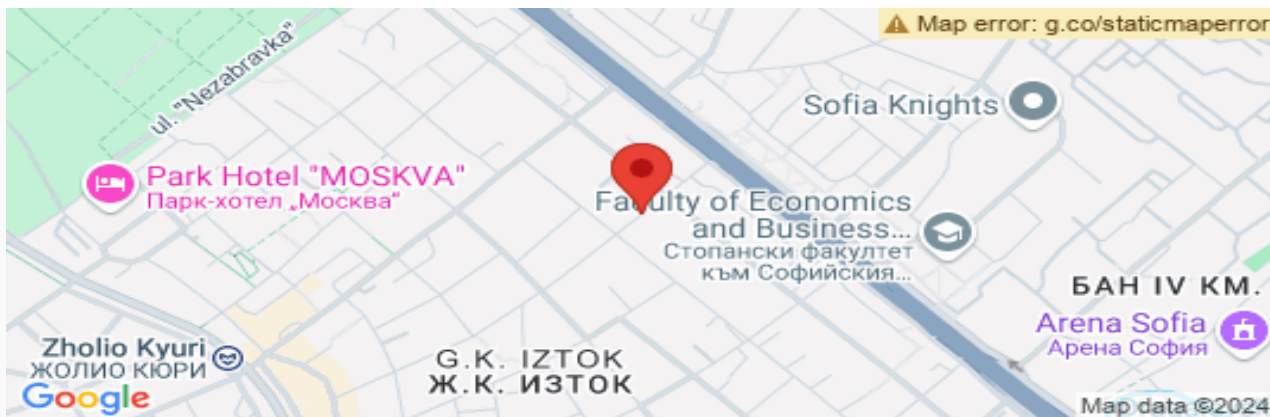 Map error: g.co/staticmaperror
ul. "Nezabravka"
Sofia Knights
Park Hotel "MOSKVA"
Парк-хотел „Москва“
Faculty of Economics
and Business...
Стопански факултет
към Софийския...
БАН IV КМ.
Arena Sofia
Арена София
Zholio Kyuri
ЖОЛИО КЮРИ
G.K. IZTOK
Ж.К. ИЗТОК
Google
Map data ©2024